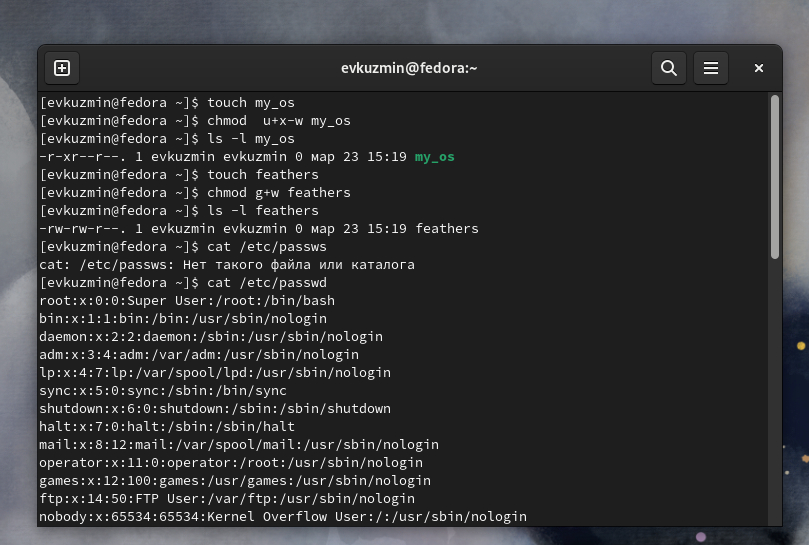 evkuzmin@fedora:~
[evkuzmin@fedora ~]$ touch my_os
[evkuzmin@fedora ~]$ chmod  u+x-w my_os
[evkuzmin@fedora ~]$ ls -l my_os
-r-xr--r--. 1 evkuzmin evkuzmin 0 мар 23 15:19 my_os
[evkuzmin@fedora ~]$ touch feathers
[evkuzmin@fedora ~]$ chmod g+w feathers
[evkuzmin@fedora ~]$ ls -l feathers
-rw-rw-r--. 1 evkuzmin evkuzmin 0 мар 23 15:19 feathers
[evkuzmin@fedora ~]$ cat /etc/passws
cat: /etc/passws: Нет такого файла или каталога
[evkuzmin@fedora ~]$ cat /etc/passwd
root:x:0:0:Super User:/root:/bin/bash
bin:x:1:1:bin:/bin:/usr/sbin/nologin
daemon:x:2:2:daemon:/sbin:/usr/sbin/nologin
adm:x:3:4:adm:/var/adm:/usr/sbin/nologin
lp:x:4:7:lp:/var/spool/lpd:/usr/sbin/nologin
sync:x:5:0:sync:/sbin:/bin/sync
shutdown:x:6:0:shutdown:/sbin:/sbin/shutdown
halt:x:7:0:halt:/sbin:/sbin/halt
mail:x:8:12:mail:/var/spool/mail:/usr/sbin/nologin
operator:x:11:0:operator:/root:/usr/sbin/nologin
games:x:12:100:games:/usr/games:/usr/sbin/nologin
ftp:x:14:50:FTP User:/var/ftp:/usr/sbin/nologin
nobody:x:65534:65534:Kernel Overflow User:/:/usr/sbin/nologin